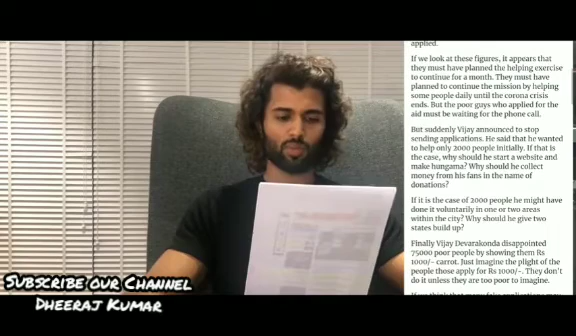 applied.
If we look at these figures, it appears that
they must have planned the helping exercise
to continue for a month. They must have
planned to continue the mission by helping
some people daily until the corona crisis
ends. But the poor guys who applied for the
aid must be waiting for the phone call.
But suddenly Vijay announced to stop
sending applications. He said that he wanted
to help only 2000 people initially. If that is
the case, why should he start a website and
make hungama? Why should he collect
money from his fans in the name of
donations?
If it is the case of 2000 people he might have
done it voluntarily in one or two areas
within the city? Why should he give two
states build up?
Finally Vijay Devarakonda disappointed
75000 poor people by showing them Rs
1000/- carrot. Just imagine the plight of the
people those apply for Rs 1000/-. They don't
do it unless they are too poor to imagine.
Subscribe our Channel
Dheeraj Kumar